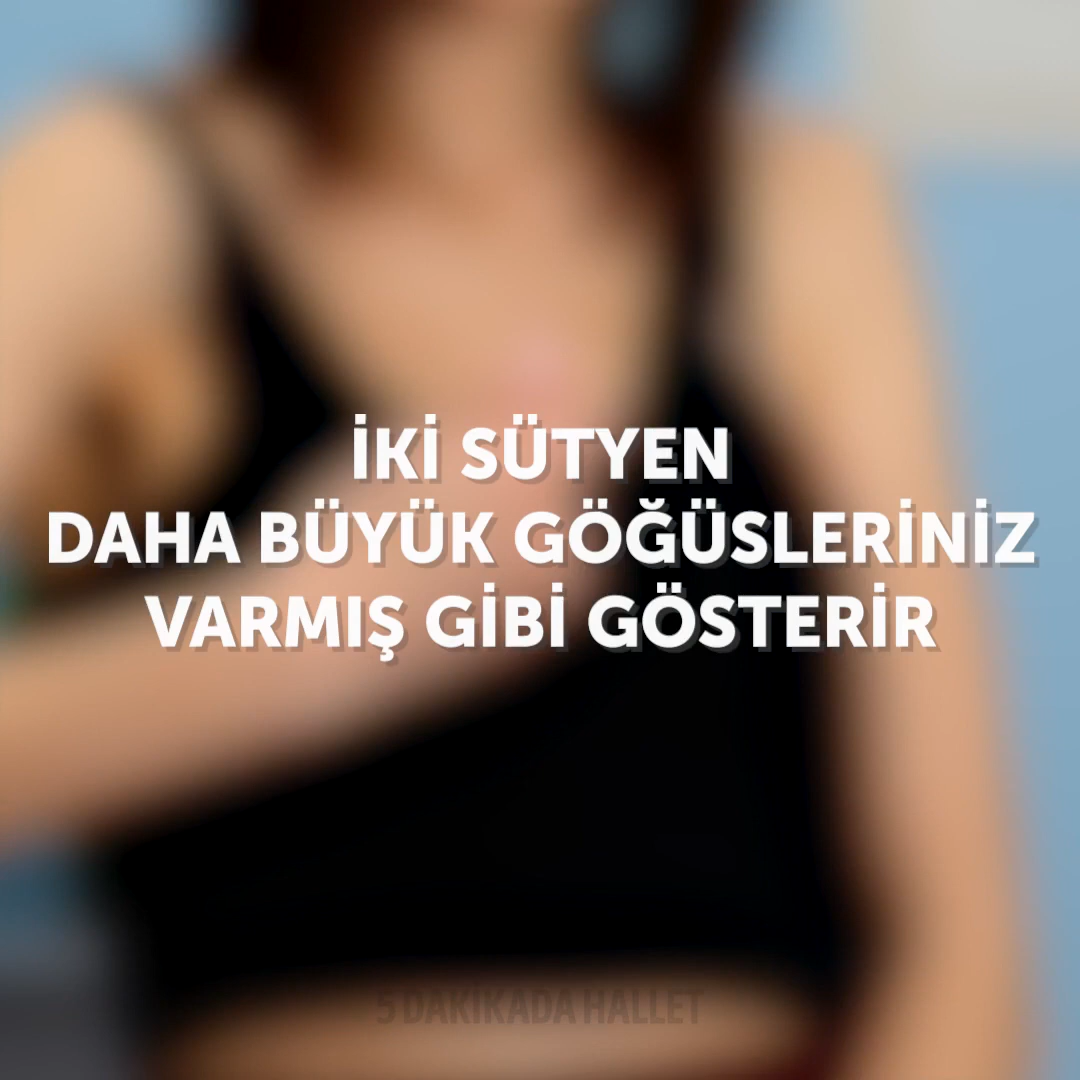 İKİ SÜTYEN
DAHA BÜYÜK GÖĞÜSLERİNİZ
VARMIŞ GİBİ GÖSTERİR
5 DAKİKADA HALLET